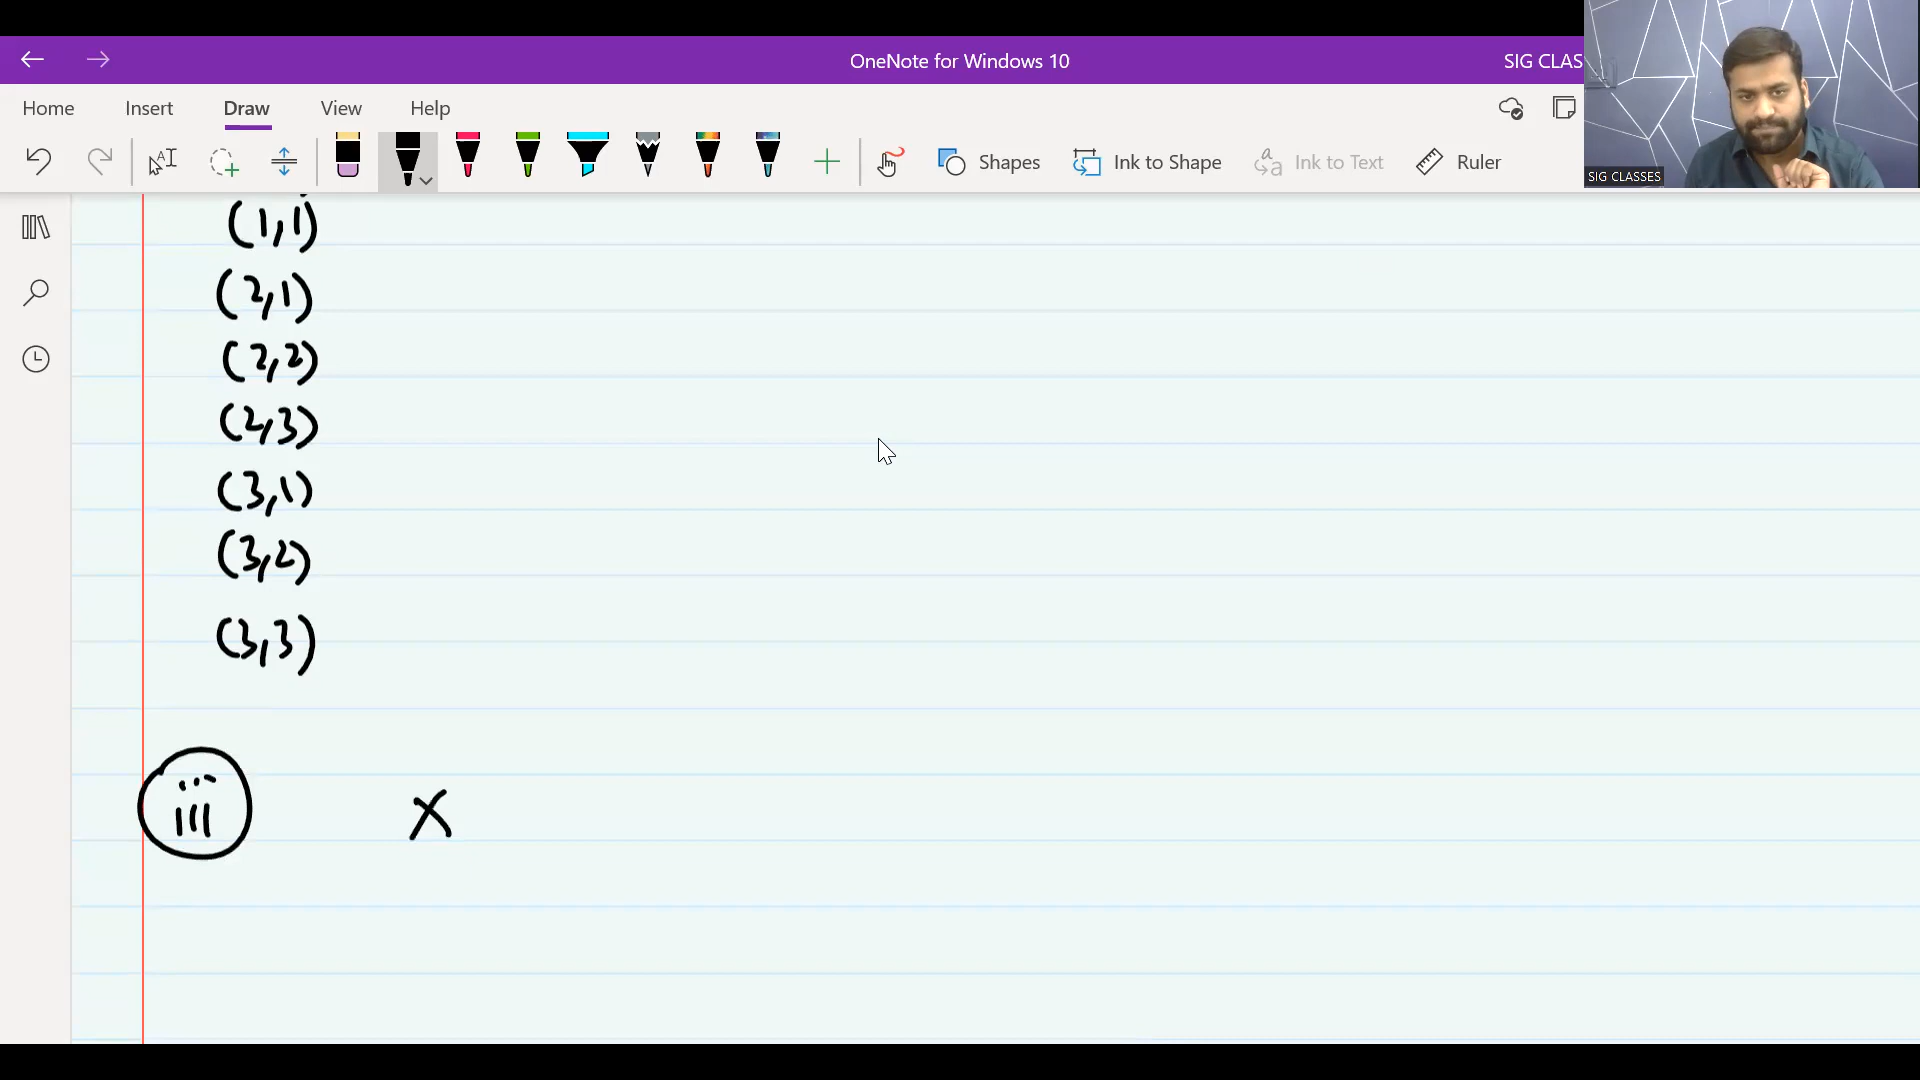 OneNote for Windows 10
SIG CLAS
Home Insert Draw View Help
Shapes Ink to Shape Ink to Text Ruler
SIG CLASSES
(1,1)
(2,1)
(2,2)
(2,3)
(3,1)
(3,2)
(3,3)
iii X